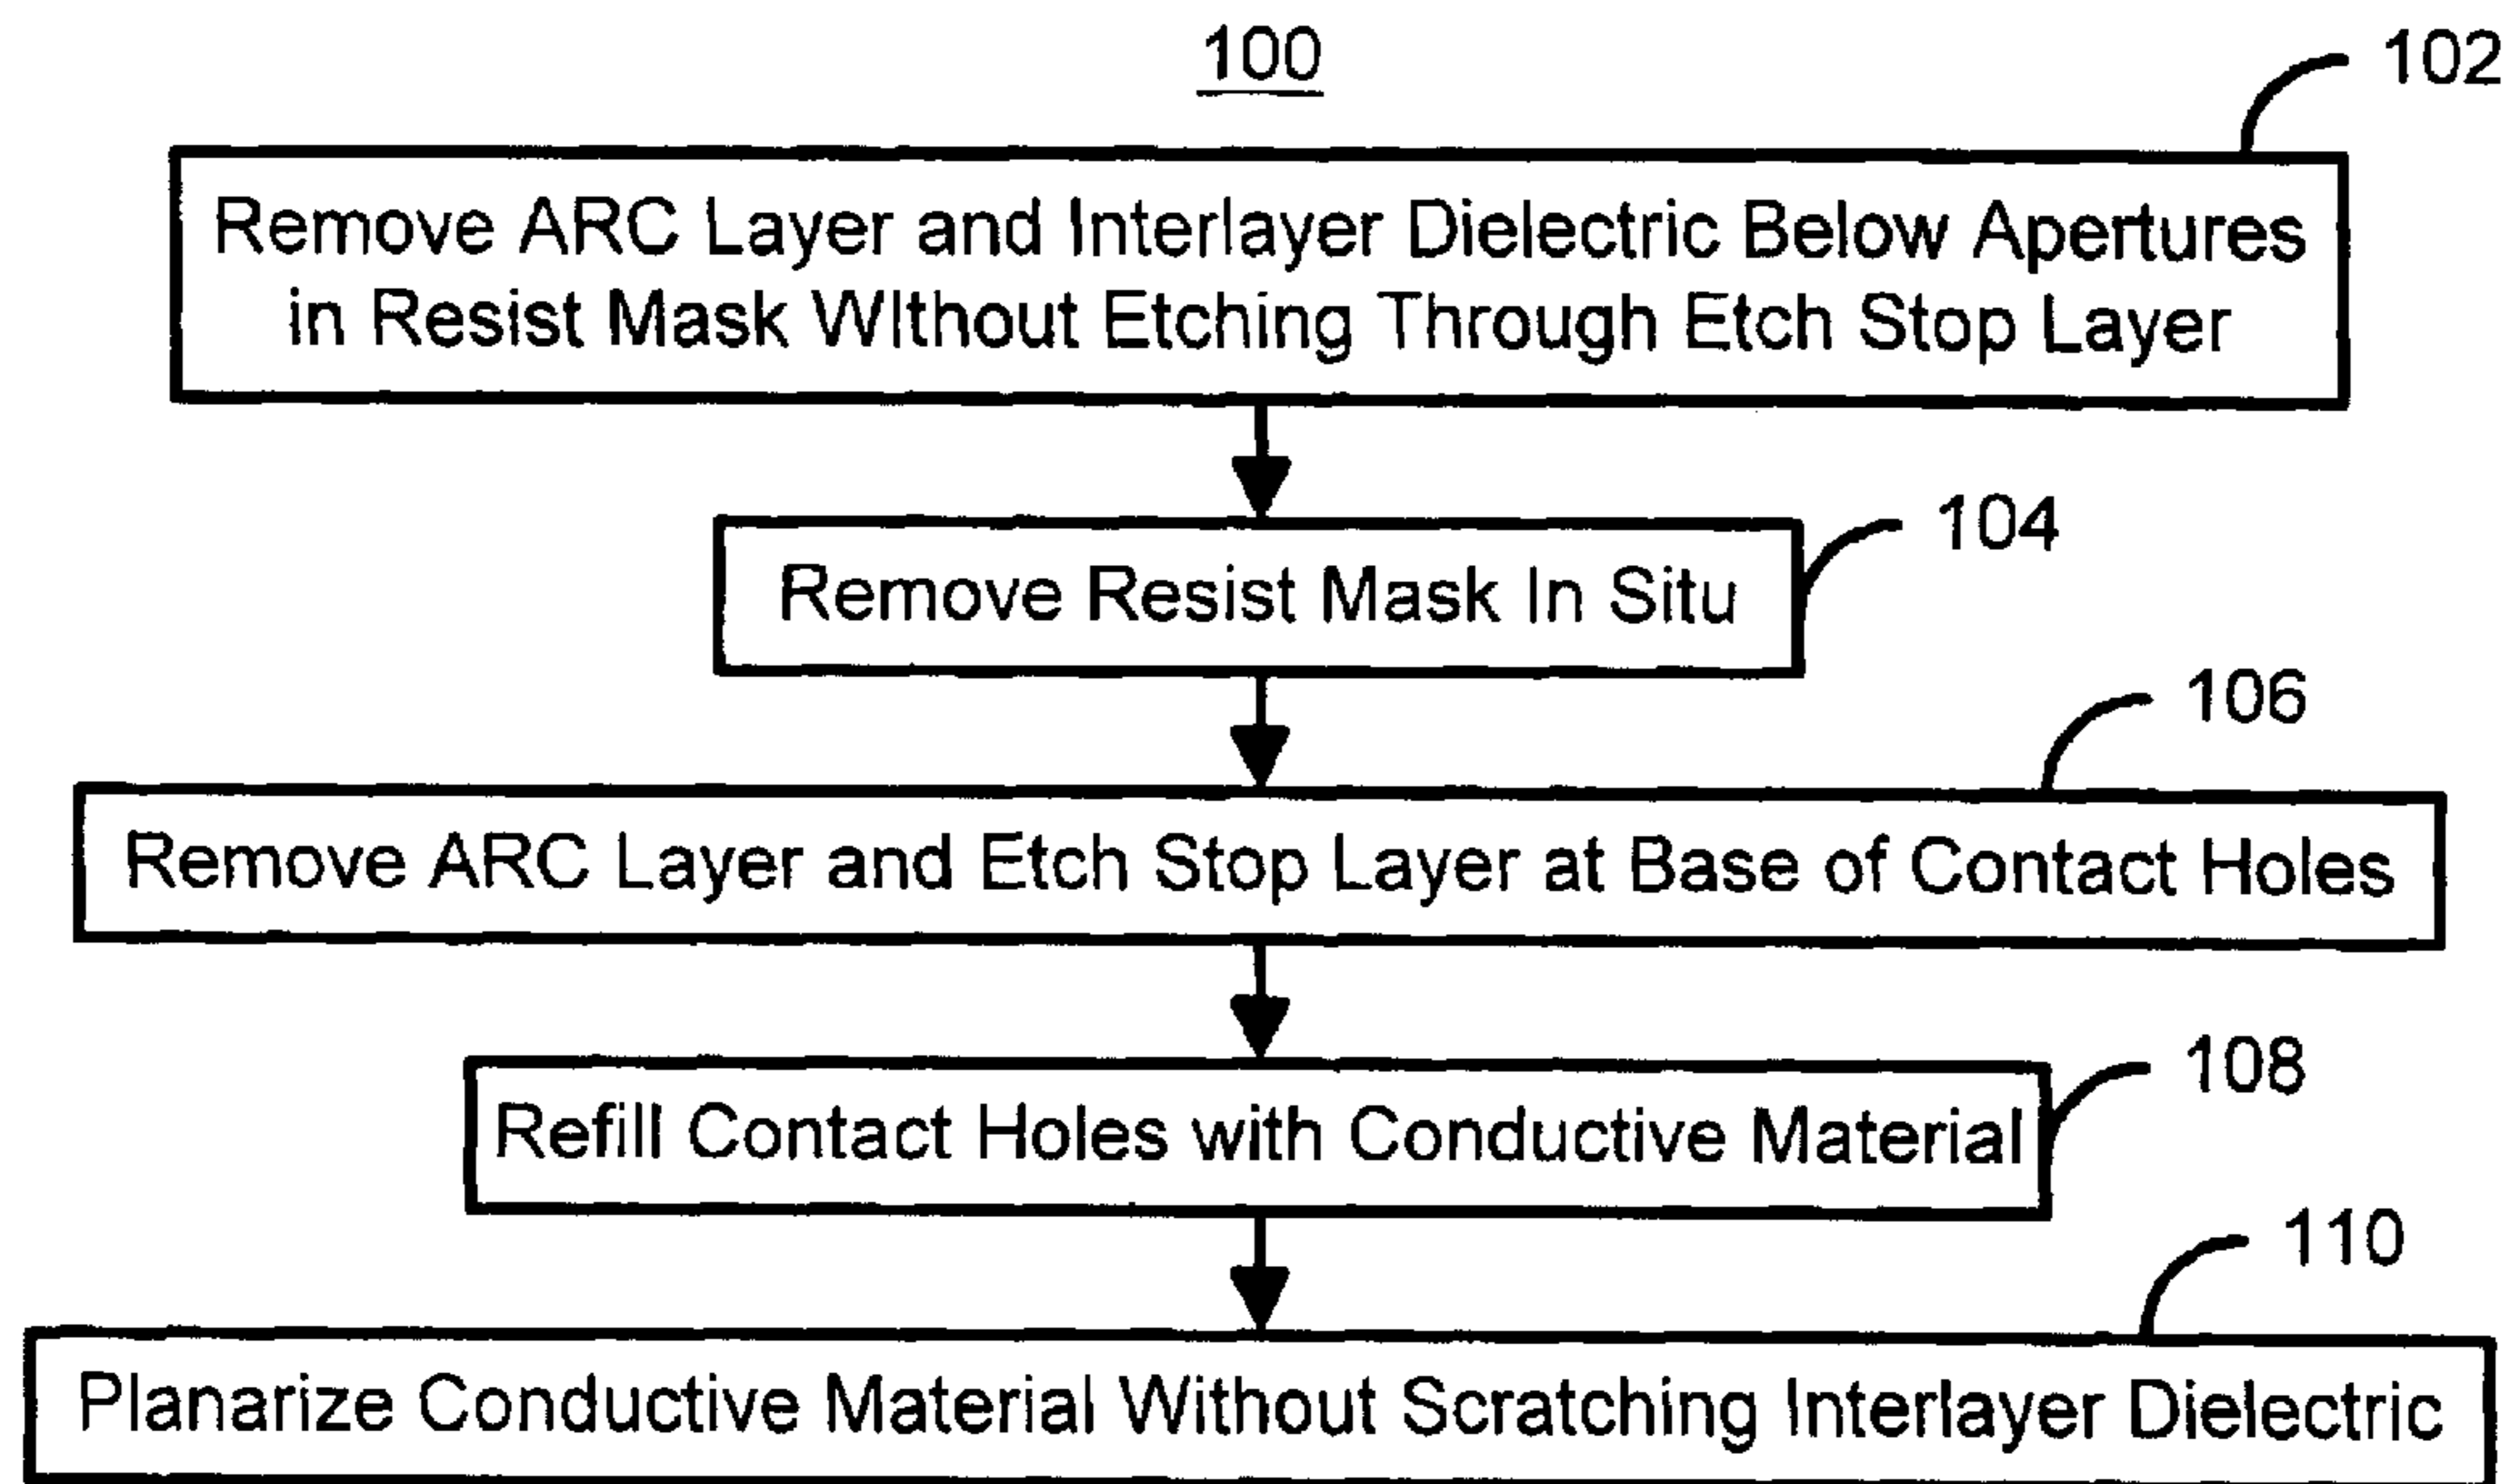 100
102
Remove ARC Layer and Interlayer Dielectric Below Apertures
in Resist Mask WIthout Etching Through Etch Stop Layer
104
Remove Resist Mask In Situ
106
Remove ARC Layer and Etch Stop Layer at Base of Contact Holes
108
Refill Contact Holes with Conductive Material
110
Planarize Conductive Material Without Scratching Interlayer Dielectric